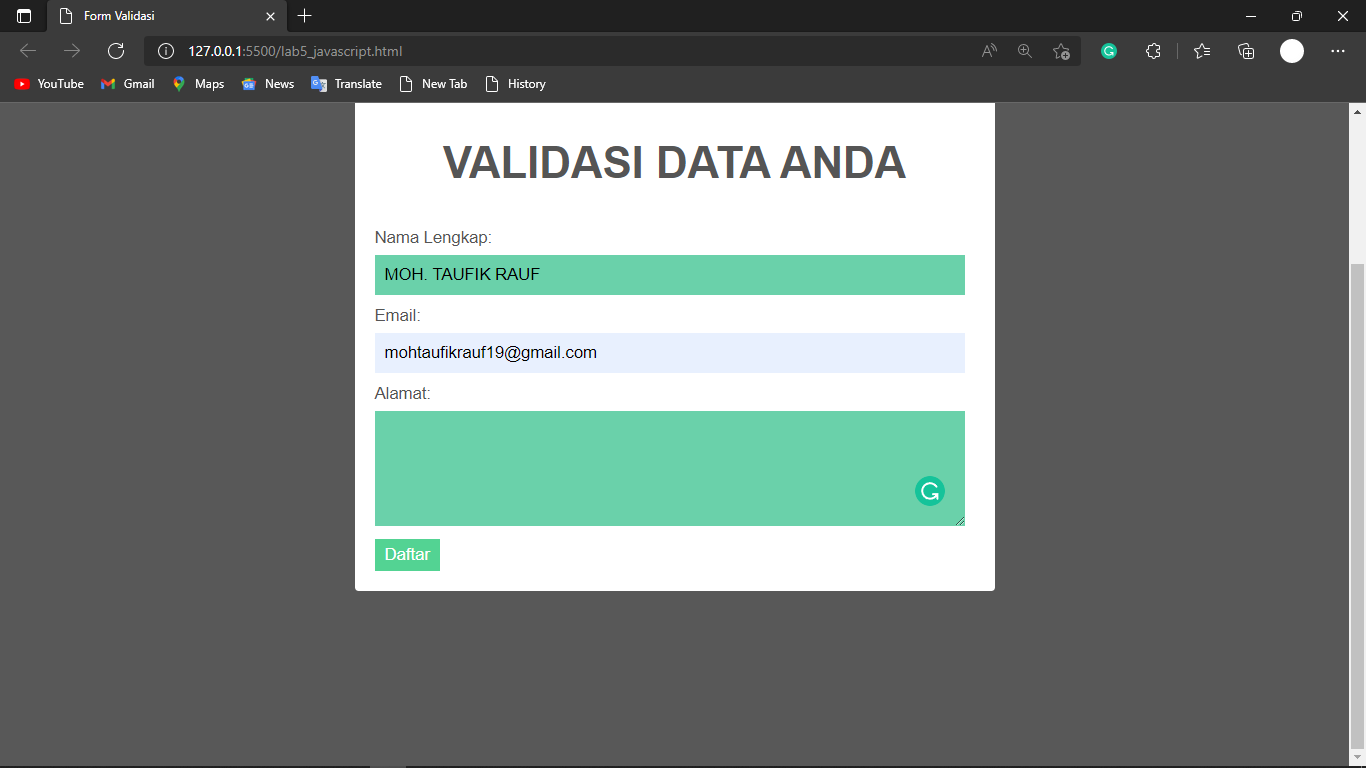 Form Validasi
127.0.0.1:5500/lab5_javascript.html
YouTube Gmail Maps News Translate New Tab History
VALIDASI DATA ANDA
Nama Lengkap:
MOH. TAUFIK RAUF
Email:
mohtaufikrauf19@gmail.com
Alamat:
Daftar